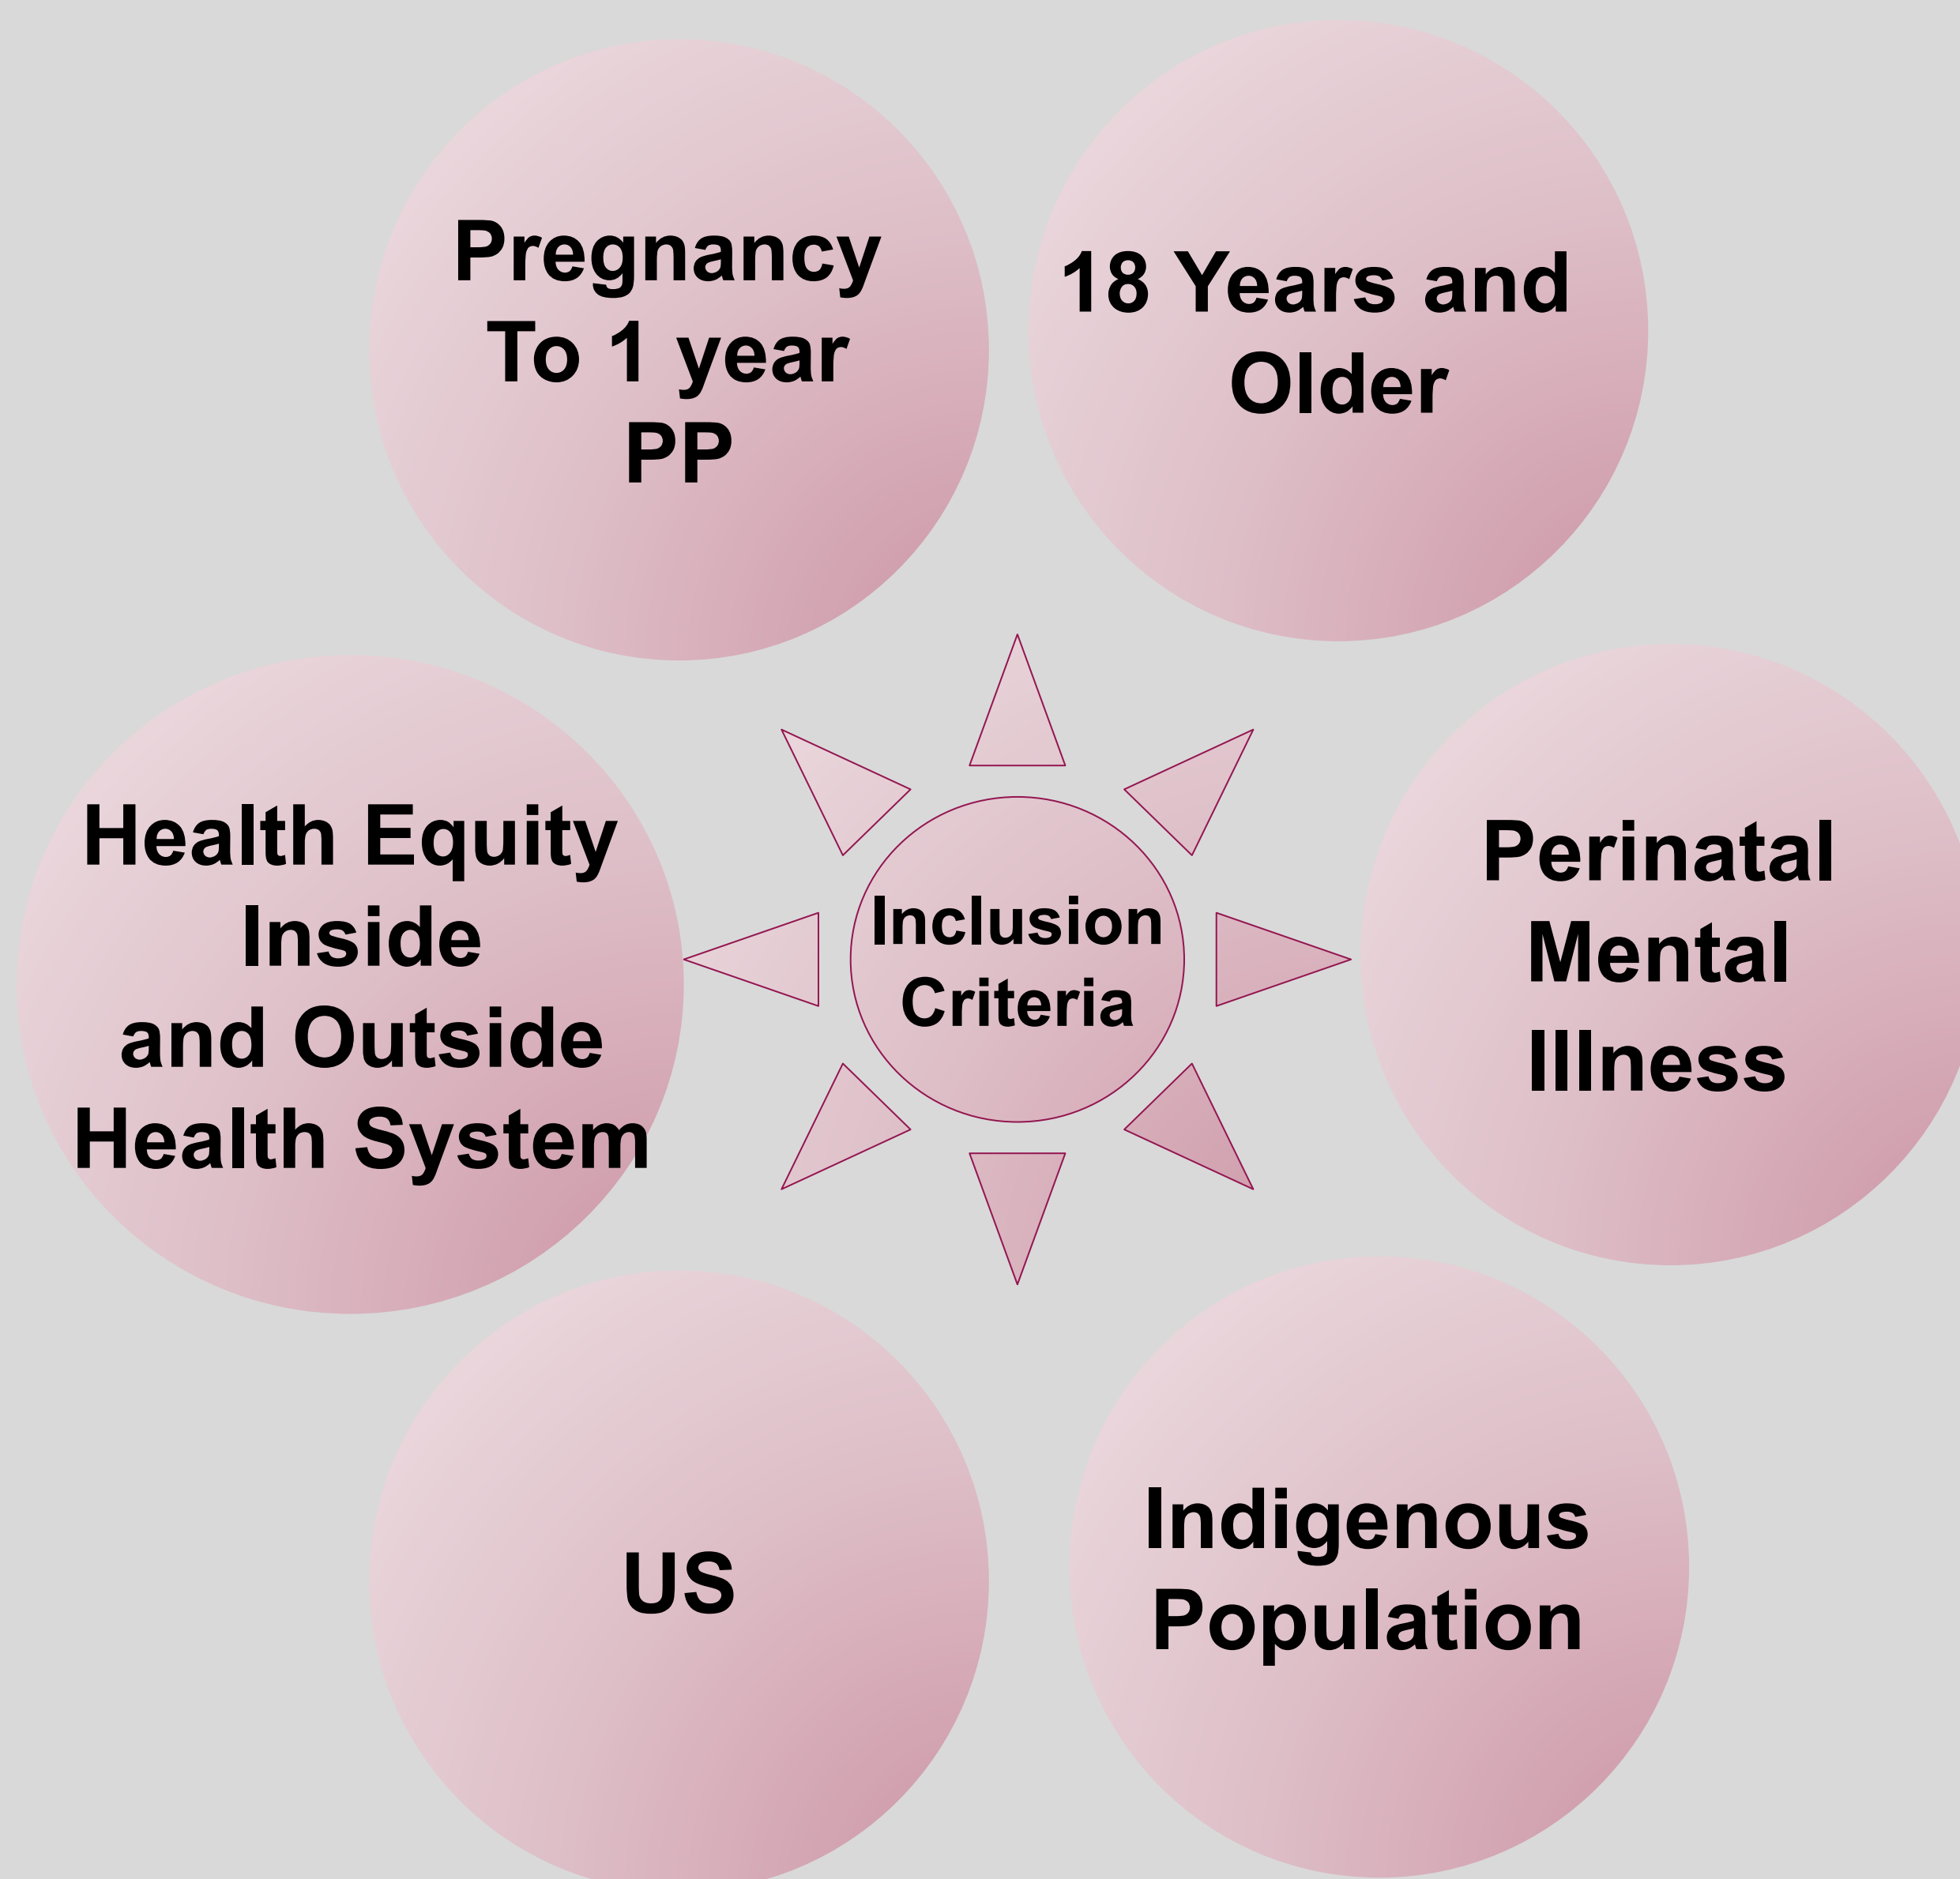 Pregnancy
To 1 year
PP
18 Years and
Older
Health Equity
Inside
and Outside
Health System
Inclusion
Criteria
Perinatal
Mental
Illness
US
Indigenous
Population